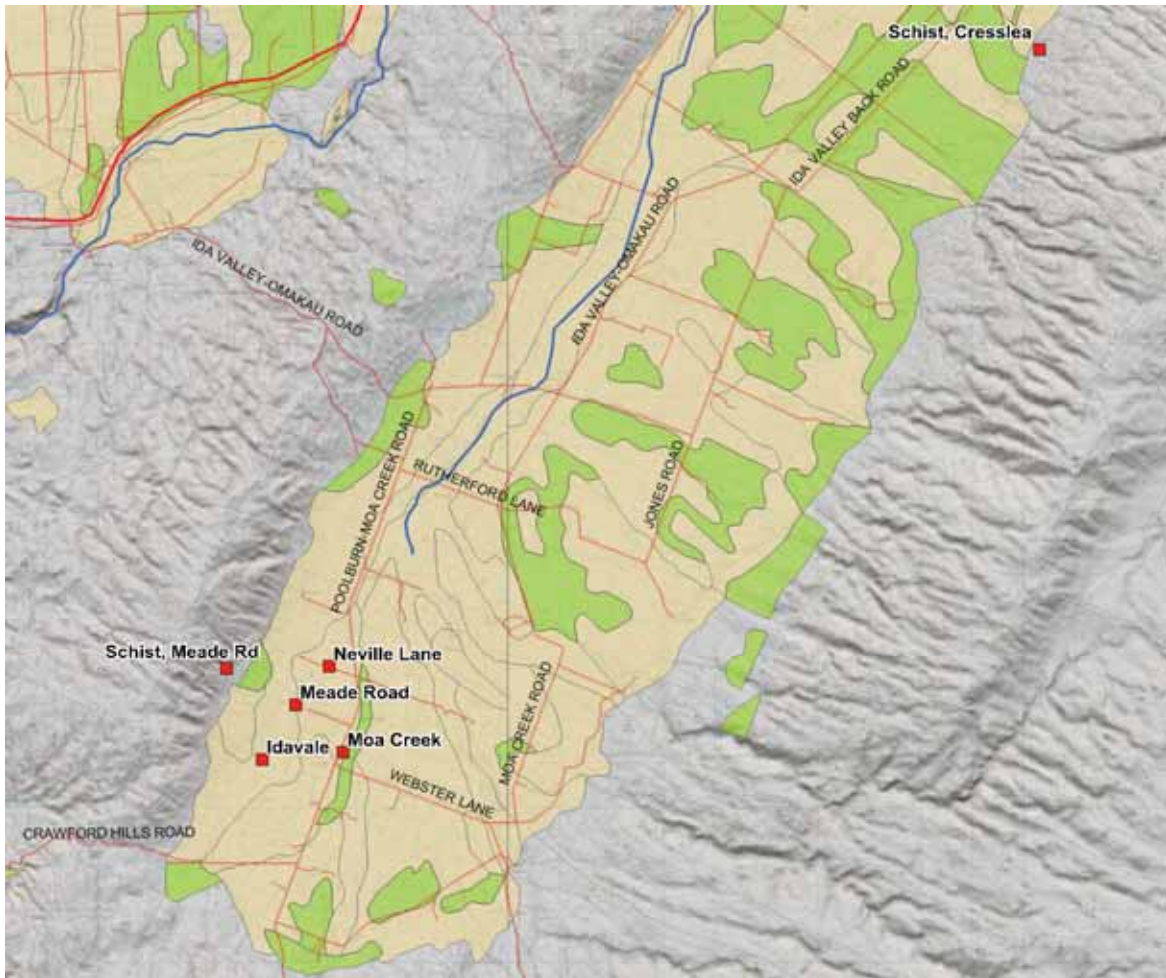 Schist, Cresslea
IDA VALLEY BACK ROAD
IDA VALLEY-OMAKAU ROAD
IDA VALLEY-OMAKAU ROAD
POOLBURN-MOA CREEK ROAD
RUTHERFORD LANE
JONES ROAD
Schist, Meade Rd
Neville Lane
Meade Road
Idavale
Moa Creek
MOA CREEK ROAD
WEBSTER LANE
CRAWFORD HILLS ROAD